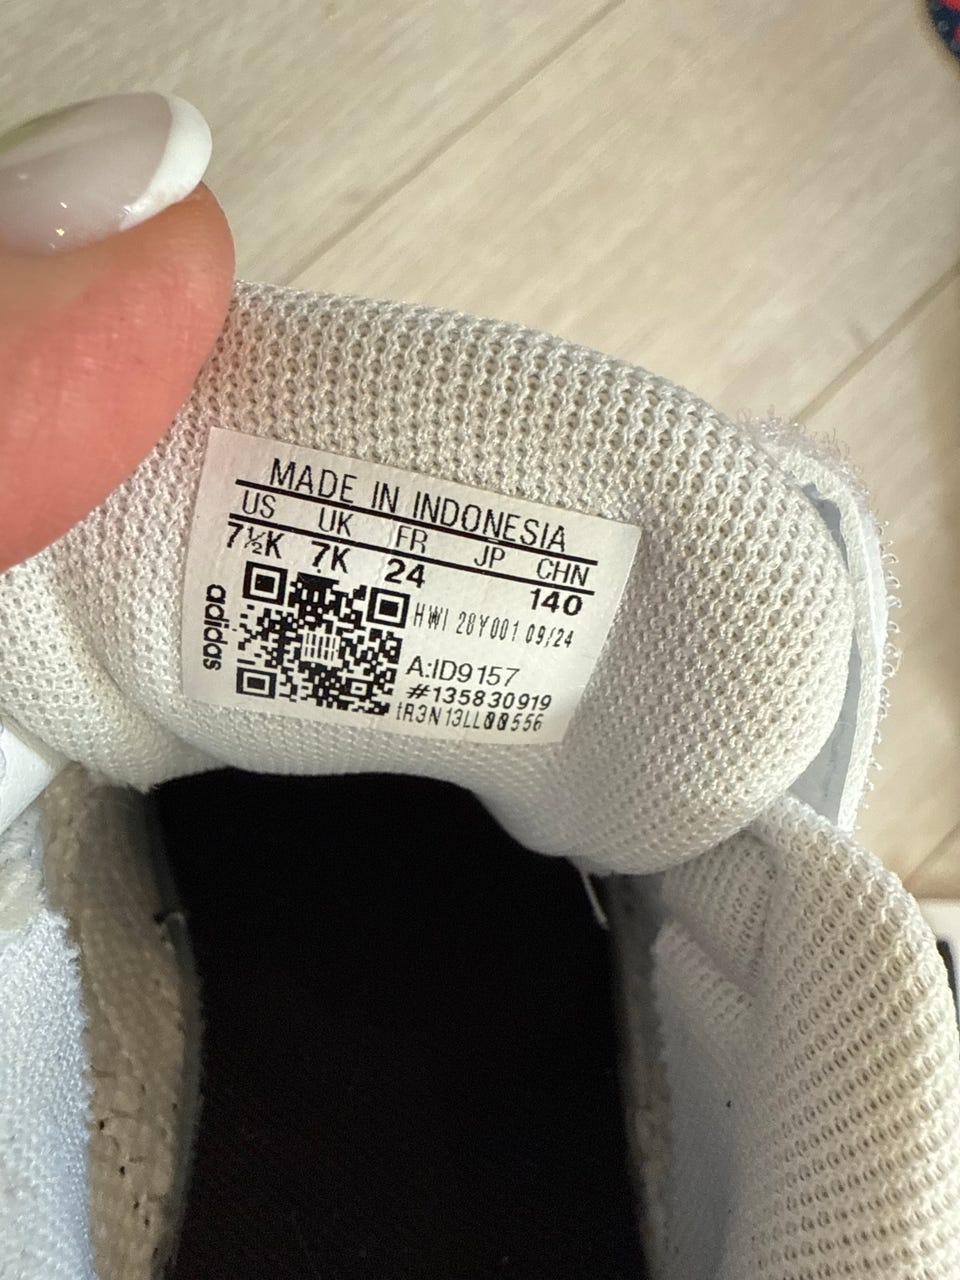 MADE IN INDONESIA
US UK FR JP CHN
7½K 7K 24 140
HWI 28Y001 09/24
adidas
A:ID9157
#135830919
tR3N13LL00556